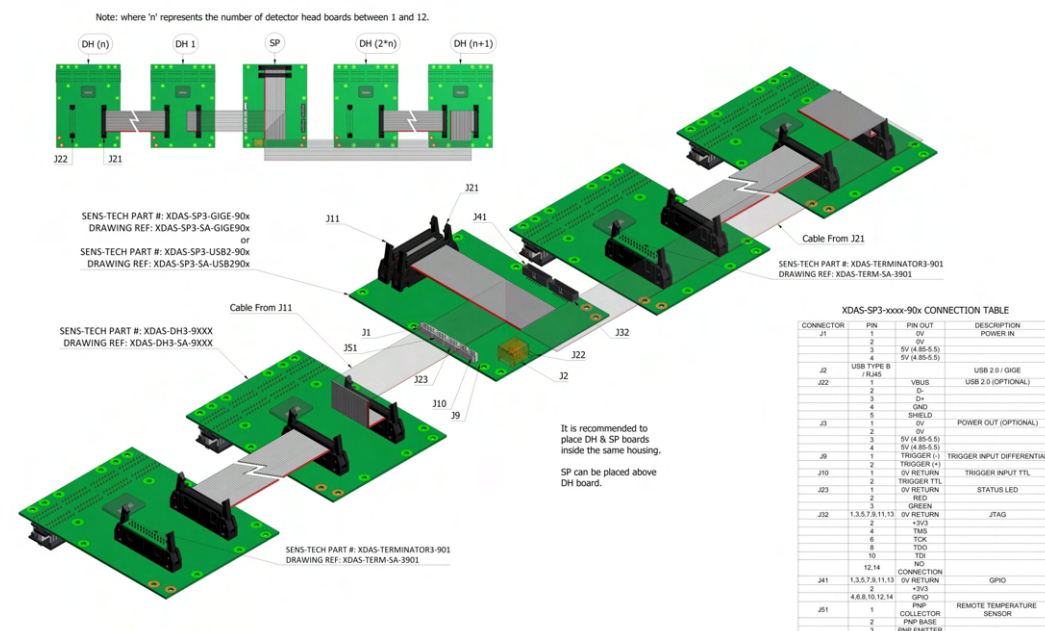 Note: where 'n' represents the number of detector head boards between 1 and 12.
DH (n)
DH 1
SP
DH (2*n)
DH (n+1)
J22
J21
SENS-TECH PART #: XDAS-SP3-GIGE-90x
DRAWING REF: XDAS-SP3-SA-GIGE90x
or
SENS-TECH PART #: XDAS-SP3-USB2-90x
DRAWING REF: XDAS-SP3-SA-USB290x
J11
J21
J41
Cable From J21
SENS-TECH PART #: XDAS-TERMINATOR3-901
DRAWING REF: XDAS-TERM-SA-3901
Cable From J11
SENS-TECH PART #: XDAS-DH3-9XXX
DRAWING REF: XDAS-DH3-SA-9XXX
J1
J51
J23
J10
J9
J32
J22
J2
It is recommended to
place DH & SP boards
inside the same housing.
SP can be placed above
DH board.
SENS-TECH PART #: XDAS-TERMINATOR3-901
DRAWING REF: XDAS-TERM-SA-3901
XDAS-SP3-xxxx-90x CONNECTION TABLE
CONNECTOR PIN PIN OUT DESCRIPTION
J1 1 0V POWER IN
2 0V
3 5V (4.85-5.5)
4 5V (4.85-5.5)
J2 USB TYPE B / RJ45 USB 2.0 / GIGE
J22 1 VBUS USB 2.0 (OPTIONAL)
2 D-
3 D+
4 GND
5 SHIELD
J3 1 0V POWER OUT (OPTIONAL)
2 0V
3 5V (4.85-5.5)
4 5V (4.85-5.5)
J9 1 TRIGGER (-) TRIGGER INPUT DIFFERENTIA
2 TRIGGER (+)
J10 1 0V RETURN TRIGGER INPUT TTL
2 TRIGGER TTL
J23 1 0V RETURN STATUS LED
2 RED
3 GREEN
J32 1,3,5,7,9,11,13 0V RETURN JTAG
2 +3V3
4 TMS
6 TCK
8 TDO
10 TDI
12,14 NO CONNECTION
J41 1,3,5,7,9,11,13 0V RETURN GPIO
2 +3V3
4,6,8,10,12,14 GPIO
J51 1 PNP COLLECTOR REMOTE TEMPERATURE SENSOR
2 PNP BASE
3 PNP EMITTER